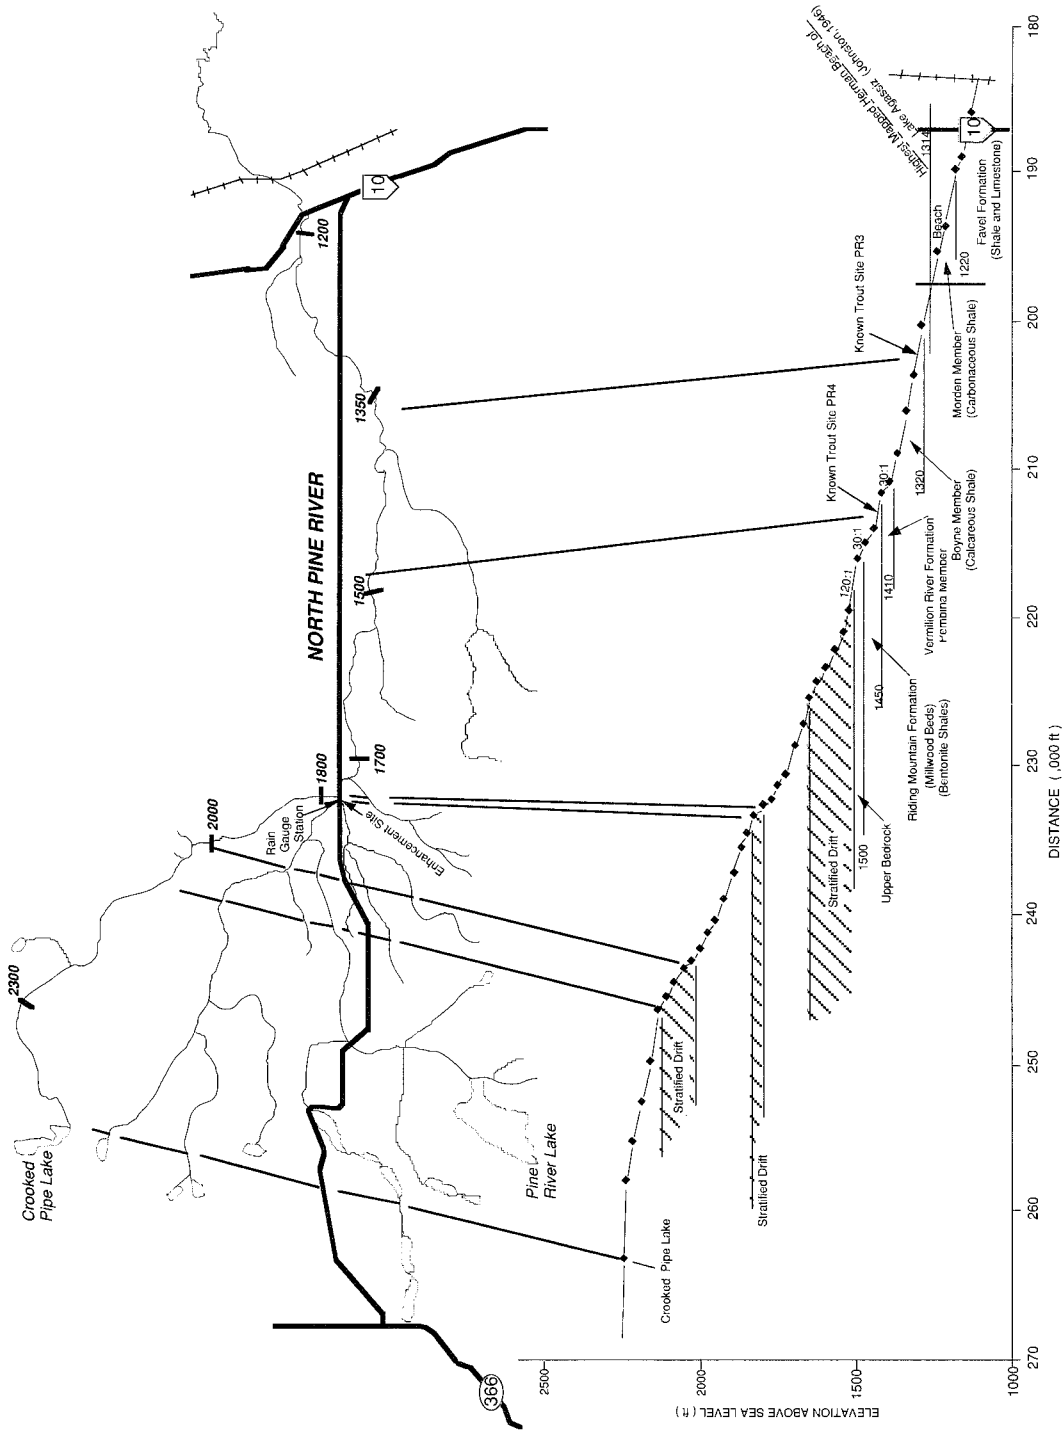 NORTH PINE RIVER
Crooked
Pipe Lake
2300
2000
1800
Rain
Gauge
Station
Enhancement Site
1700
1500
1350
1200
10
366
Pine
River Lake
Highest Mapped Herman Beach of
Lake Agassiz (Johnston, 1946)
1314
10
Beach
Known Trout Site PR3
Known Trout Site PR4
30:1
30:1
120:1
1220
1320
1410
1450
1500
Favel Formation
(Shale and Limestone)
Morden Member
(Carbonaceous Shale)
Boyne Member
(Calcareous Shale)
Vermilion River Formation
Pembina Member
Riding Mountain Formation
(Millwood Beds)
(Bentonite Shales)
Upper Bedrock
Stratified Drift
Stratified Drift
Stratified Drift
Crooked Pipe Lake
ELEVATION ABOVE SEA LEVEL (ft)
2500
2000
1500
1000
270
260
250
240
230
220
210
200
190
180
DISTANCE ( ,000 ft )